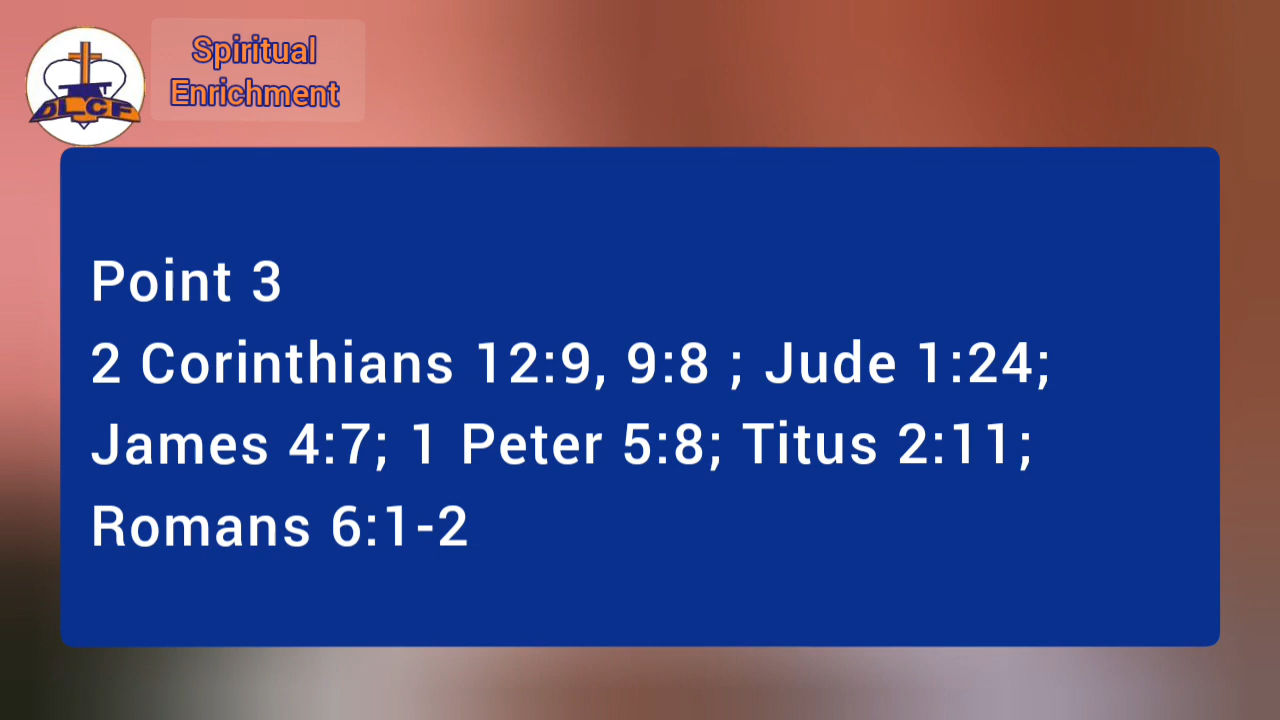 DLCF
Spiritual
Enrichment
Point 3
2 Corinthians 12:9, 9:8 ; Jude 1:24;
James 4:7; 1 Peter 5:8; Titus 2:11;
Romans 6:1-2